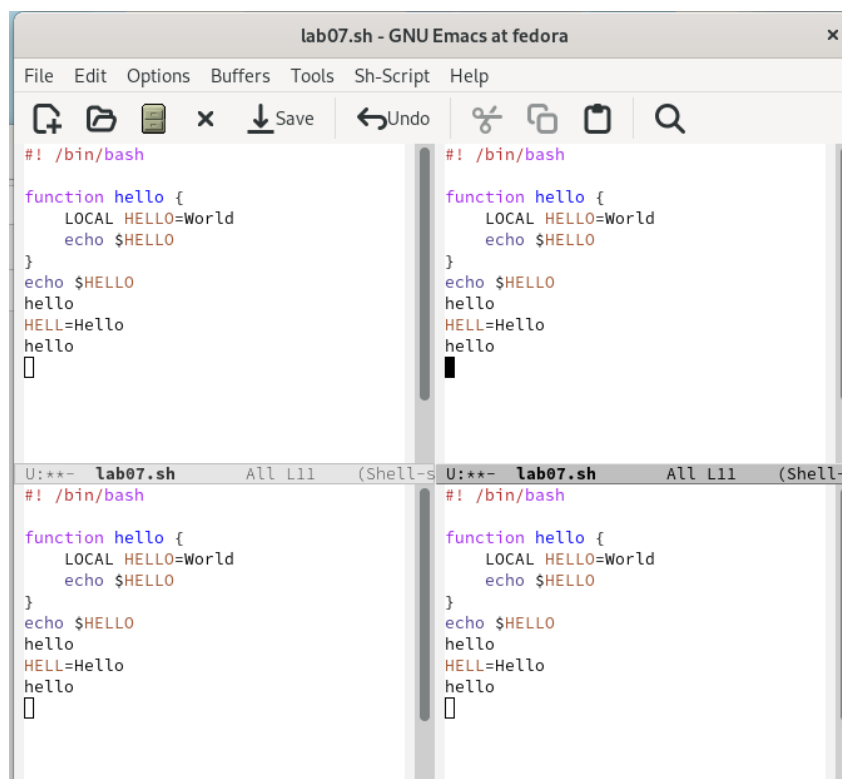 lab07.sh - GNU Emacs at fedora
File Edit Options Buffers Tools Sh-Script Help
Save Undo
#! /bin/bash
function hello {
    LOCAL HELLO=World
    echo $HELLO
}
echo $HELLO
hello
HELL=Hello
hello
U:**- lab07.sh All L11 (Shell-s
#! /bin/bash
function hello {
    LOCAL HELLO=World
    echo $HELLO
}
echo $HELLO
hello
HELL=Hello
hello
U:**- lab07.sh All L11 (Shell-
#! /bin/bash
function hello {
    LOCAL HELLO=World
    echo $HELLO
}
echo $HELLO
hello
HELL=Hello
hello
#! /bin/bash
function hello {
    LOCAL HELLO=World
    echo $HELLO
}
echo $HELLO
hello
HELL=Hello
hello